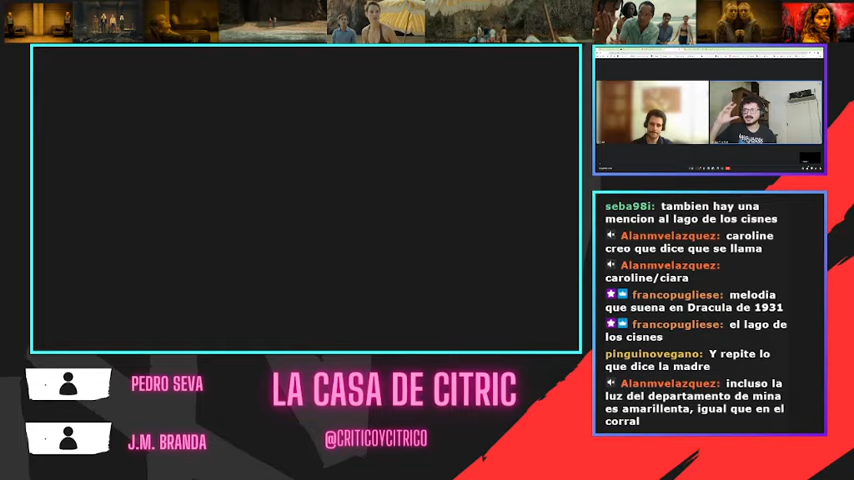 seba98i: tambien hay una
mencion al lago de los cisnes
Alanmvelazquez: caroline
creo que dice que se llama
Alanmvelazquez:
caroline/ciara
francopugliese: melodia
que suena en Dracula de 1931
francopugliese: el lago de
los cisnes
pinguinovegano: Y repite lo
que dice la madre
Alanmvelazquez: incluso la
luz del departamento de mina
es amarillenta, igual que en el
corral
PEDRO SEVA
J.M. BRANDA
LA CASA DE CITRIC
@CRITICOYCITRICO